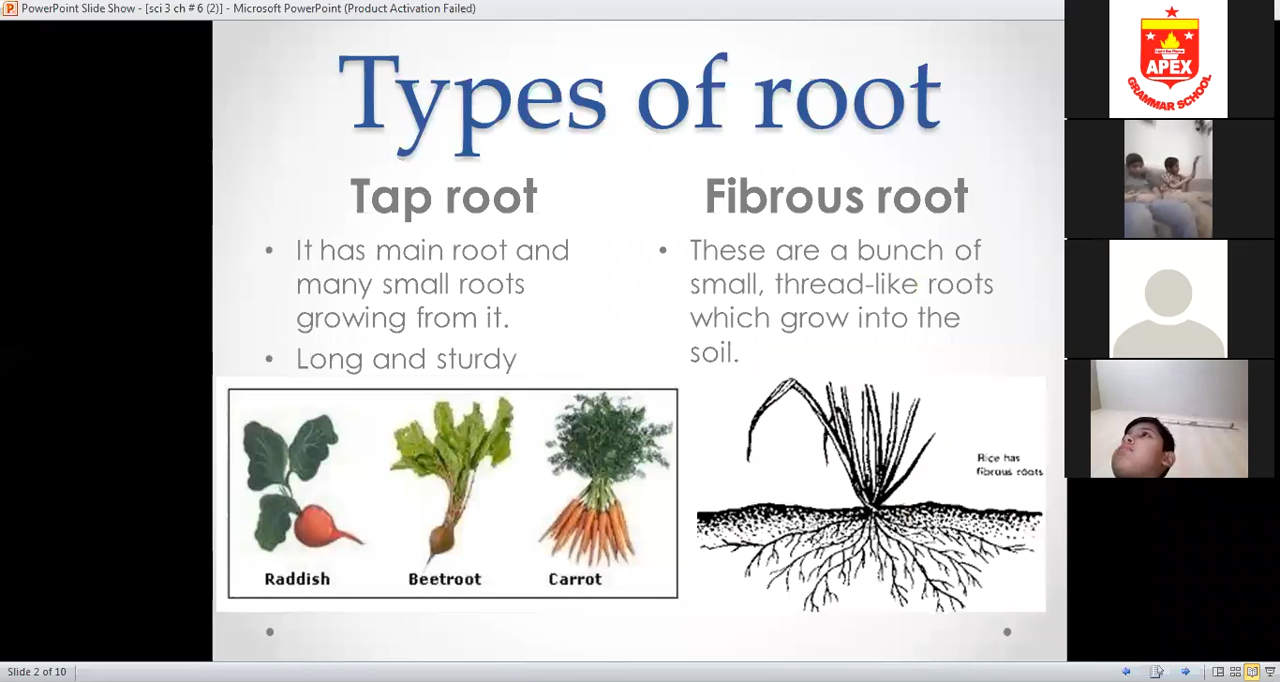 PowerPoint Slide Show - [sci 3 ch # 6 (2)] - Microsoft PowerPoint (Product Activation Failed)
Types of root
Tap root
• It has main root and
many small roots
growing from it.
• Long and sturdy
Raddish Beetroot Carrot
Fibrous root
• These are a bunch of
small, thread-like roots
which grow into the
soil.
Rice has
fibrous roots
APEX
GRAMMAR SCHOOL
Slide 2 of 10